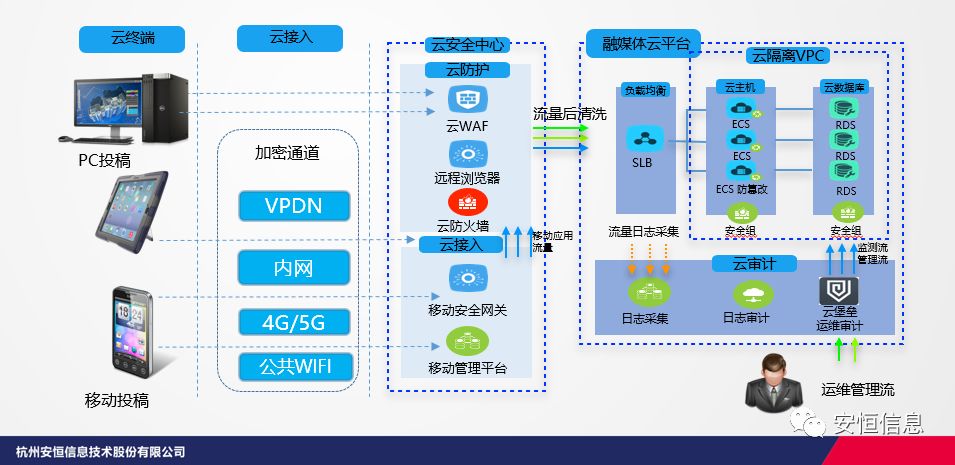 云终端
云接入
云安全中心
融媒体云平台
云防护
云隔离VPC
负载均衡
云主机
云数据库
云WAF
流量后清洗
ECS
RDS
PC投稿
加密通道
远程浏览器
SLB
ECS
RDS
VPDN
云防火墙
ECS 防篡改
RDS
云接入
移动应用
流量
流量日志采集
安全组
安全组
内网
云审计
监测流
管理流
移动安全网关
4G/5G
日志采集
日志审计
云堡垒
运维审计
公共WIFI
移动管理平台
移动投稿
运维管理流
安恒信息
杭州安恒信息技术股份有限公司